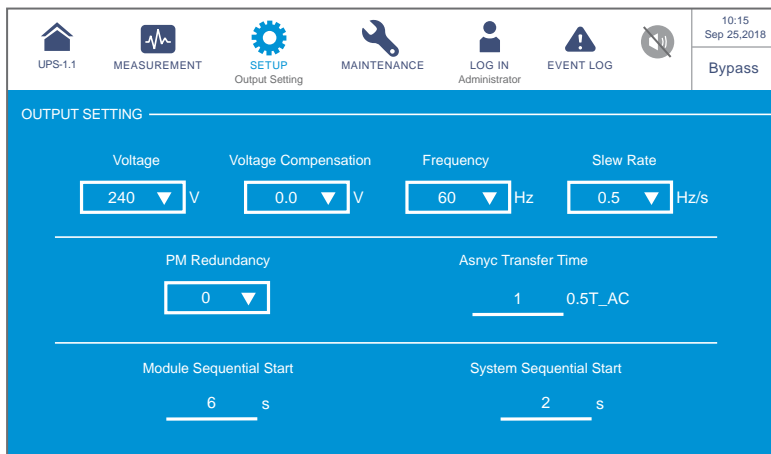 10:15
Sep 25,2018
UPS-1.1 MEASUREMENT SETUP MAINTENANCE LOG IN EVENT LOG
Output Setting Administrator
Bypass
OUTPUT SETTING
Voltage Voltage Compensation Frequency Slew Rate
240 V 0.0 V 60 Hz 0.5 Hz/s
PM Redundancy Asnyc Transfer Time
0 1 0.5T_AC
Module Sequential Start System Sequential Start
6 s 2 s